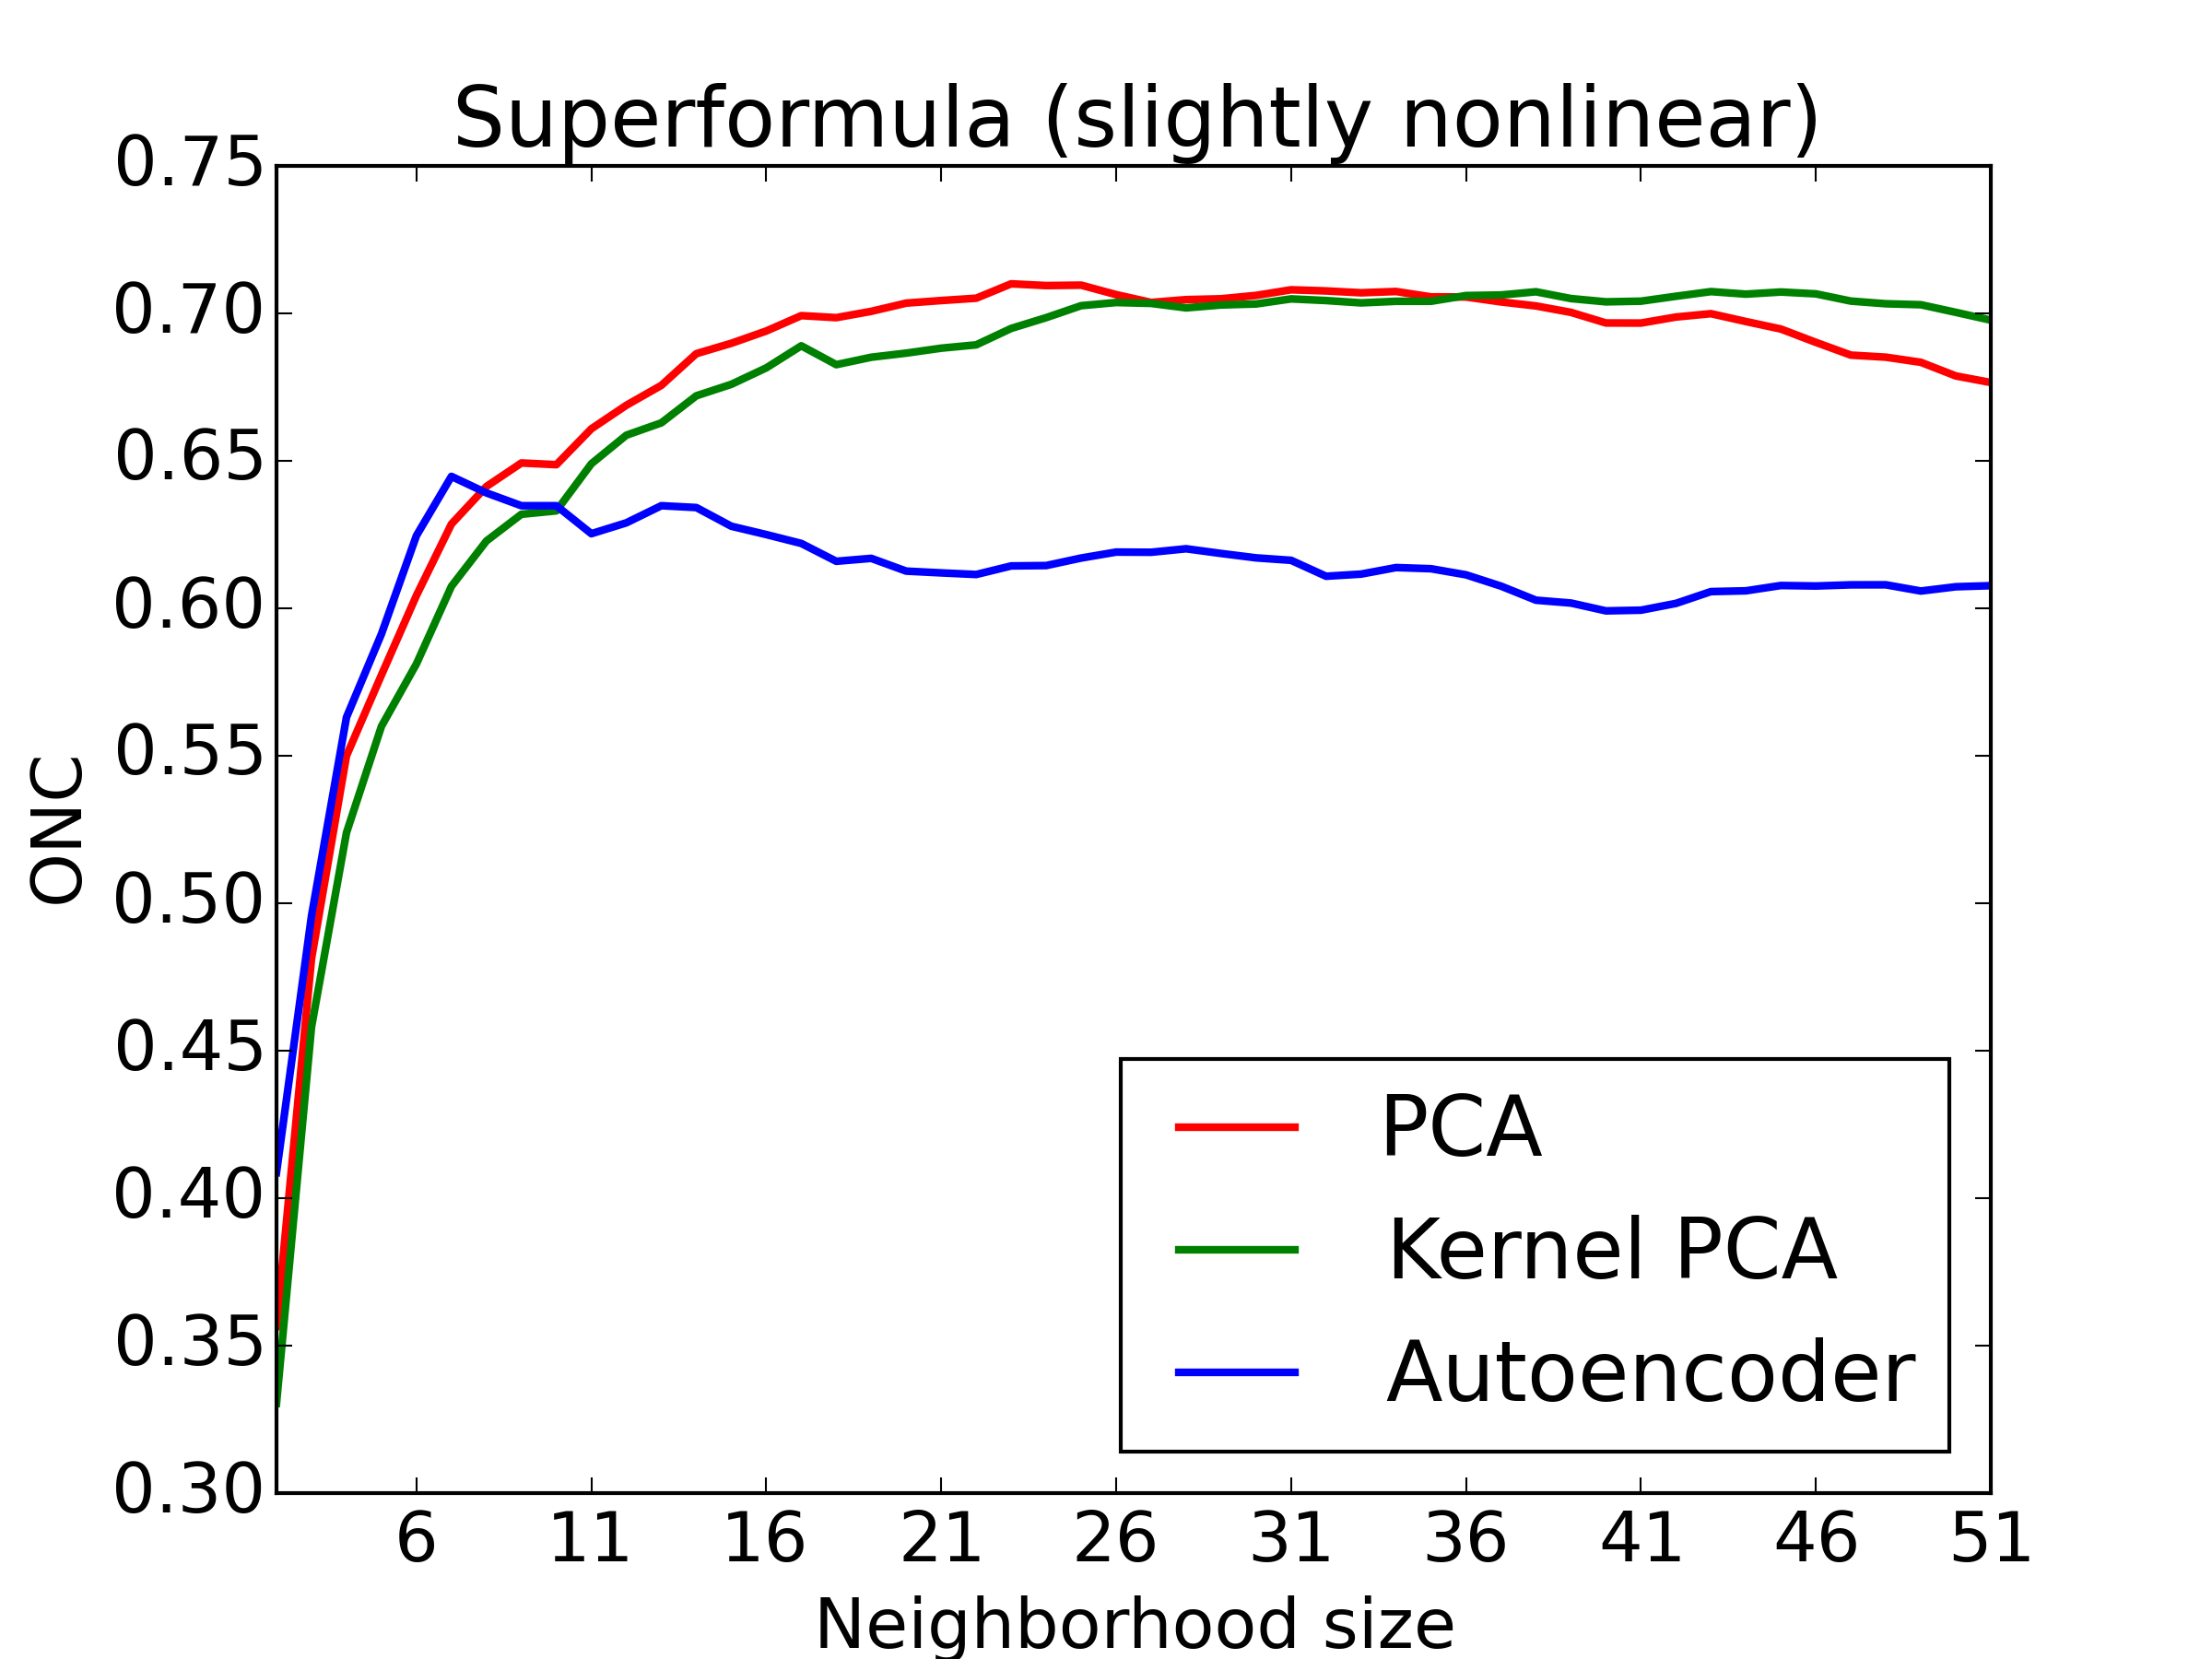 Superformula (slightly nonlinear)
0.75
0.70
0.65
0.60
0.55
0.50
0.45
0.40
0.35
0.30
ONC
PCA
Kernel PCA
Autoencoder
6 11 16 21 26 31 36 41 46 51
Neighborhood size